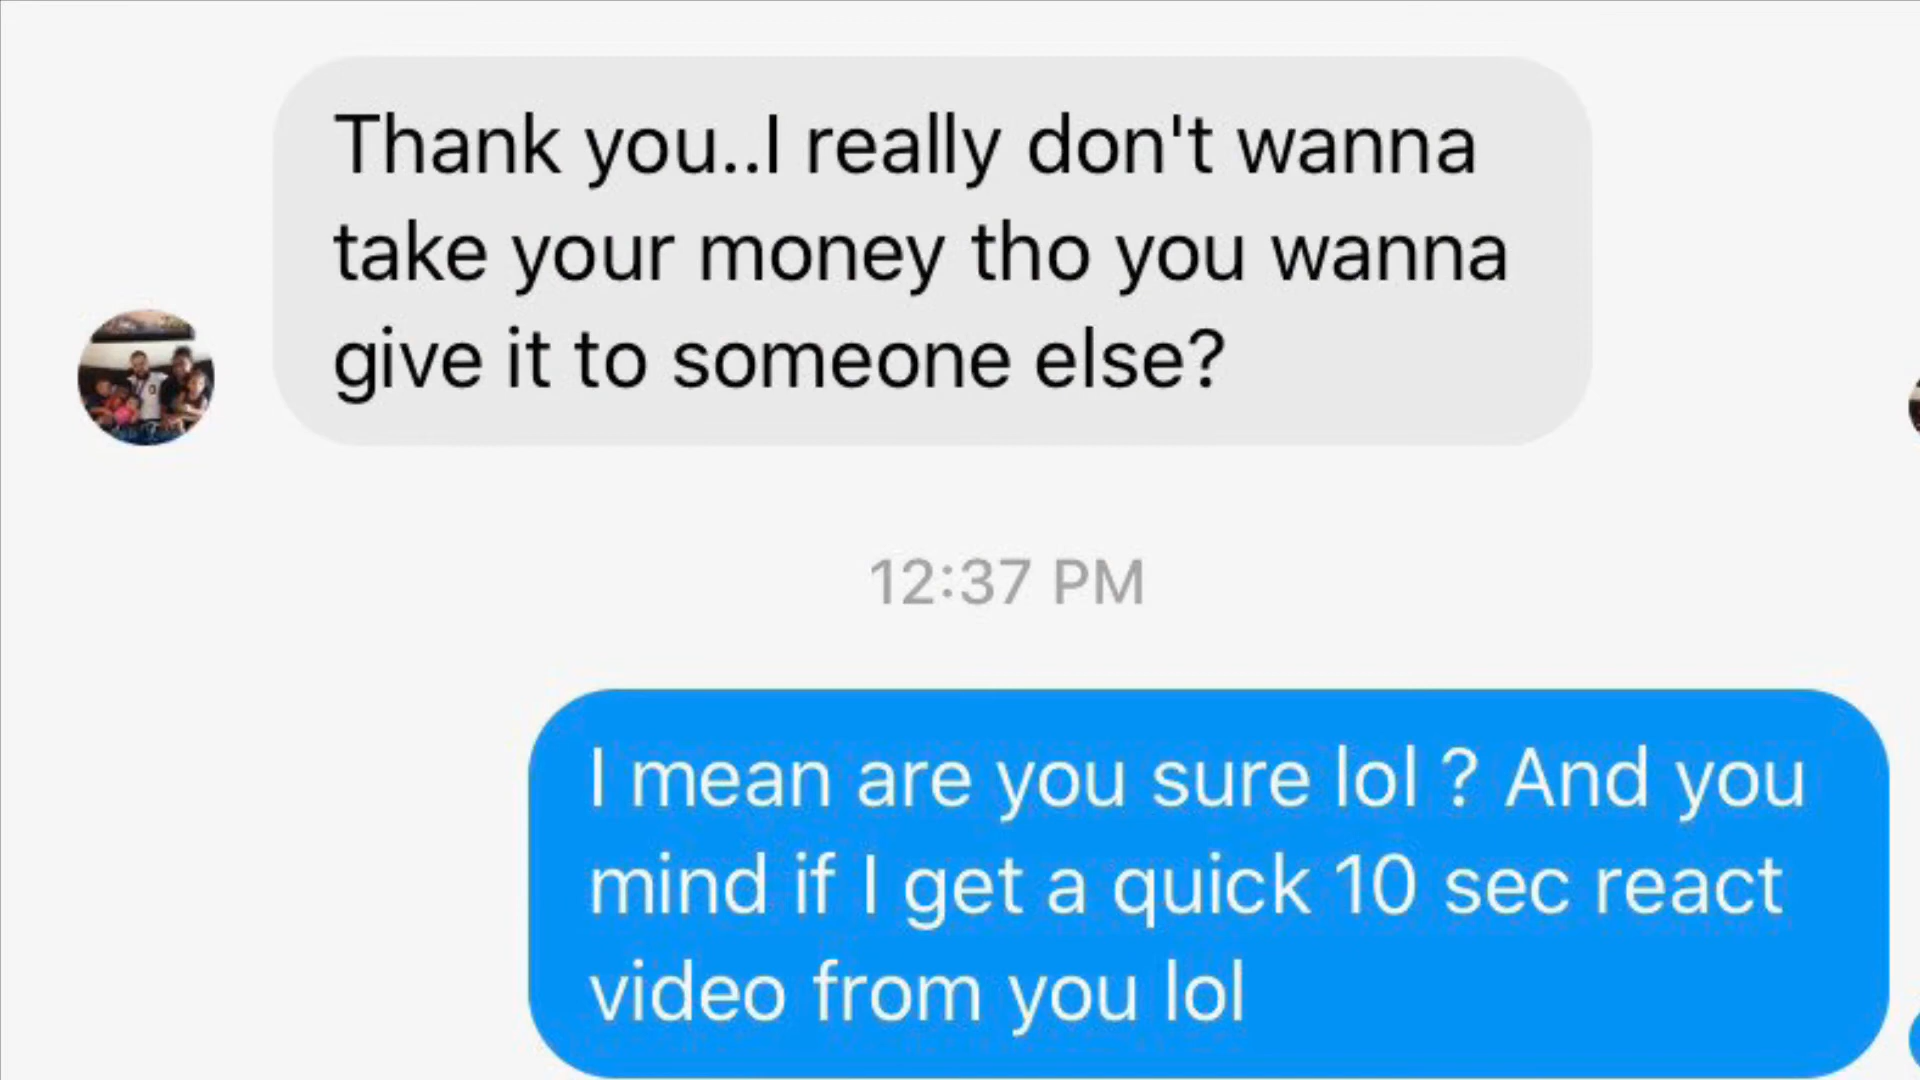 Thank you..I really don't wanna
take your money tho you wanna
give it to someone else?
12:37 PM
I mean are you sure lol ? And you
mind if I get a quick 10 sec react
video from you lol